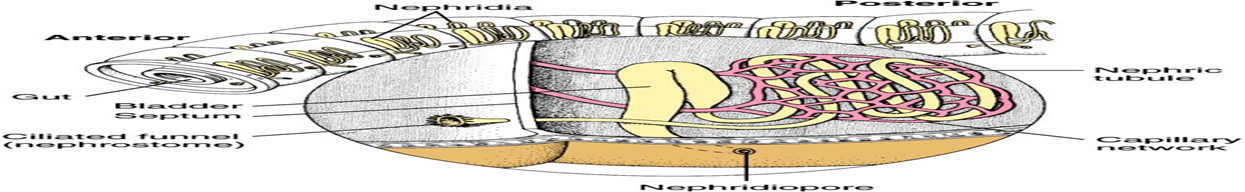 Nephridia
Posterior
Anterior
Gut
Nephric
tubule
Bladder
Septum
Ciliated funnel
(nephrostome)
Capillary
network
Nephridiopore